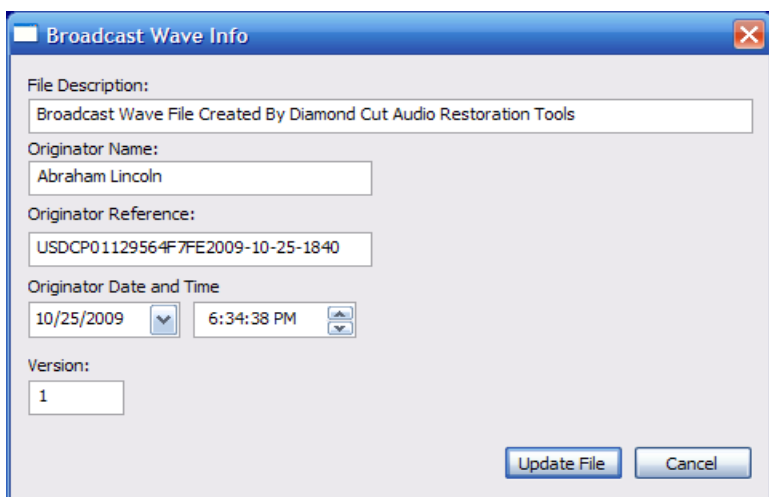 Broadcast Wave Info
File Description:
Broadcast Wave File Created By Diamond Cut Audio Restoration Tools
Originator Name:
Abraham Lincoln
Originator Reference:
USDCP01129564F7FE2009-10-25-1840
Originator Date and Time
10/25/2009 6:34:38 PM
Version:
1
Update File Cancel